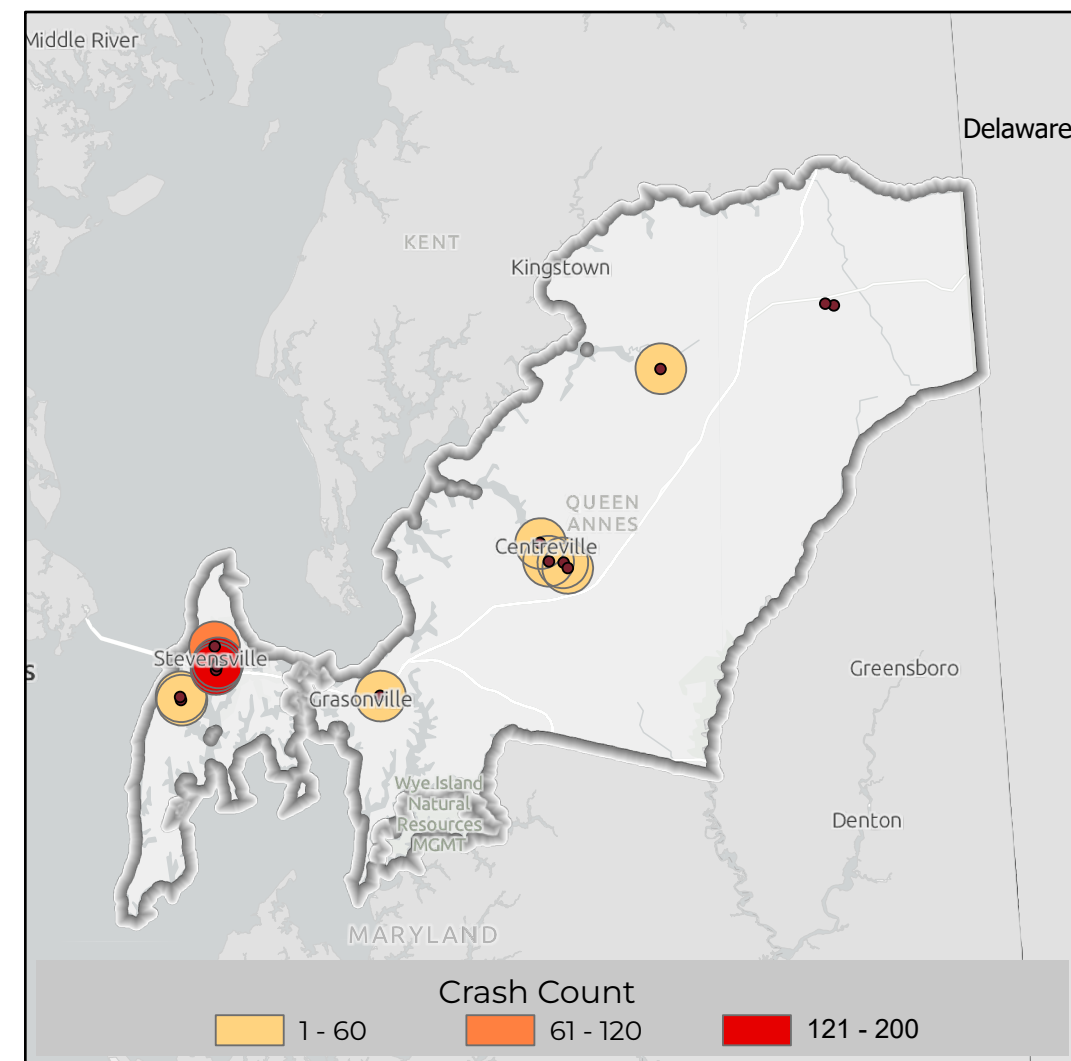 Middle River
Delaware
KENT
Kingstown
QUEEN
ANNES
Centreville
Stevensville
s
Grasonville
Greensboro
Wye Island
Natural
Resources
MGMT
Denton
MARYLAND
Crash Count
1 - 60
61 - 120
121 - 200